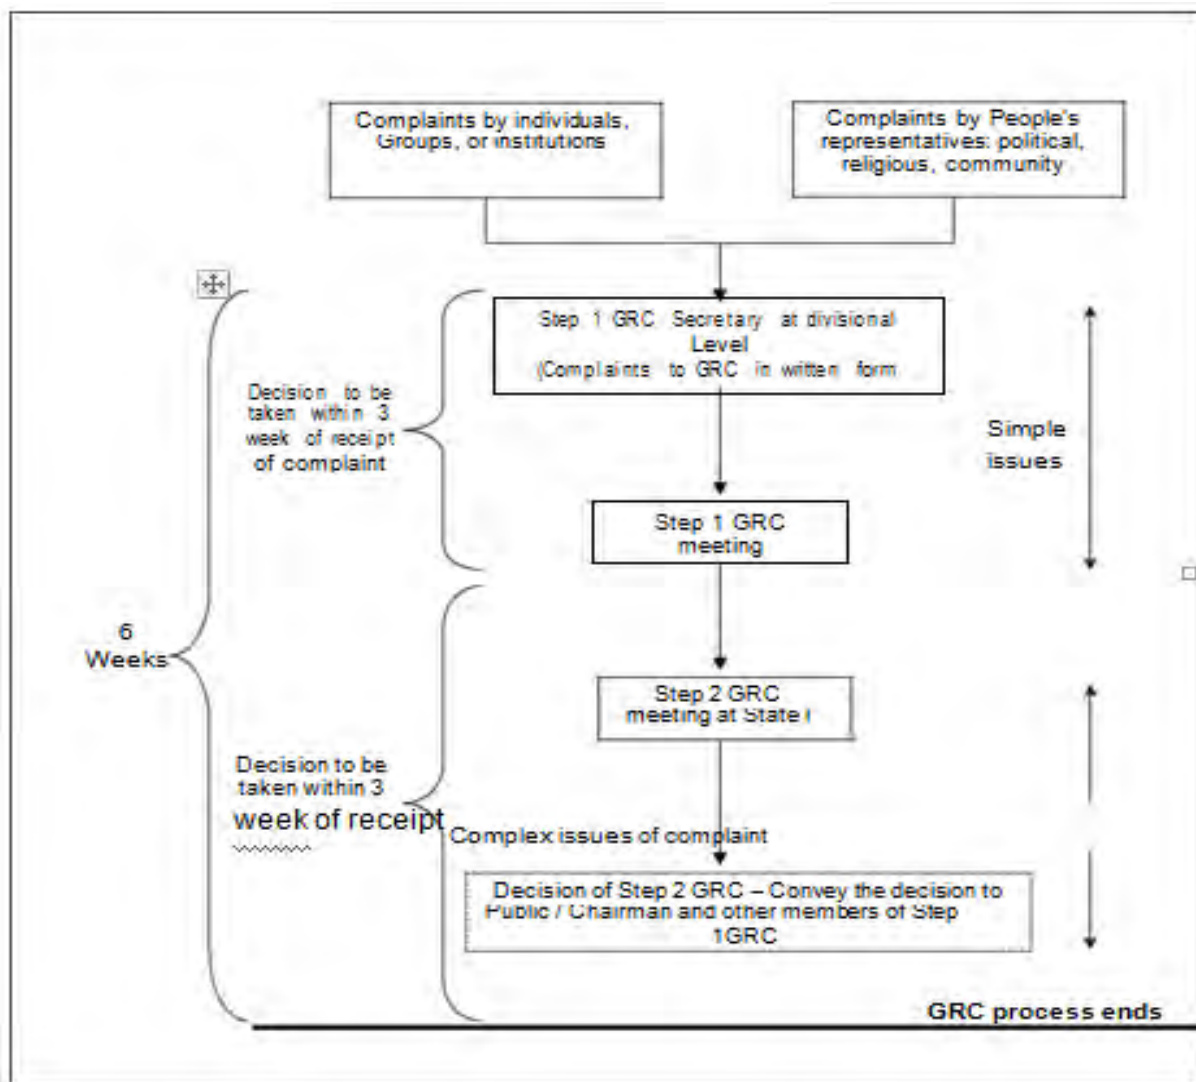 Complaints by individuals,
Groups, or institutions
Complaints by People's
representatives: political,
religious, community
Step 1 GRC Secretary at divisional
Level
(Complaints to GRC in written form
Decision to be
taken within 3
week of receipt
of complaint
Simple
issues
Step 1 GRC
meeting
6
Weeks
Step 2 GRC
meeting at State
Decision to be
taken within 3
week of receipt
Complex issues of complaint
Decision of Step 2 GRC – Convey the decision to
Public / Chairman and other members of Step
1GRC
GRC process ends